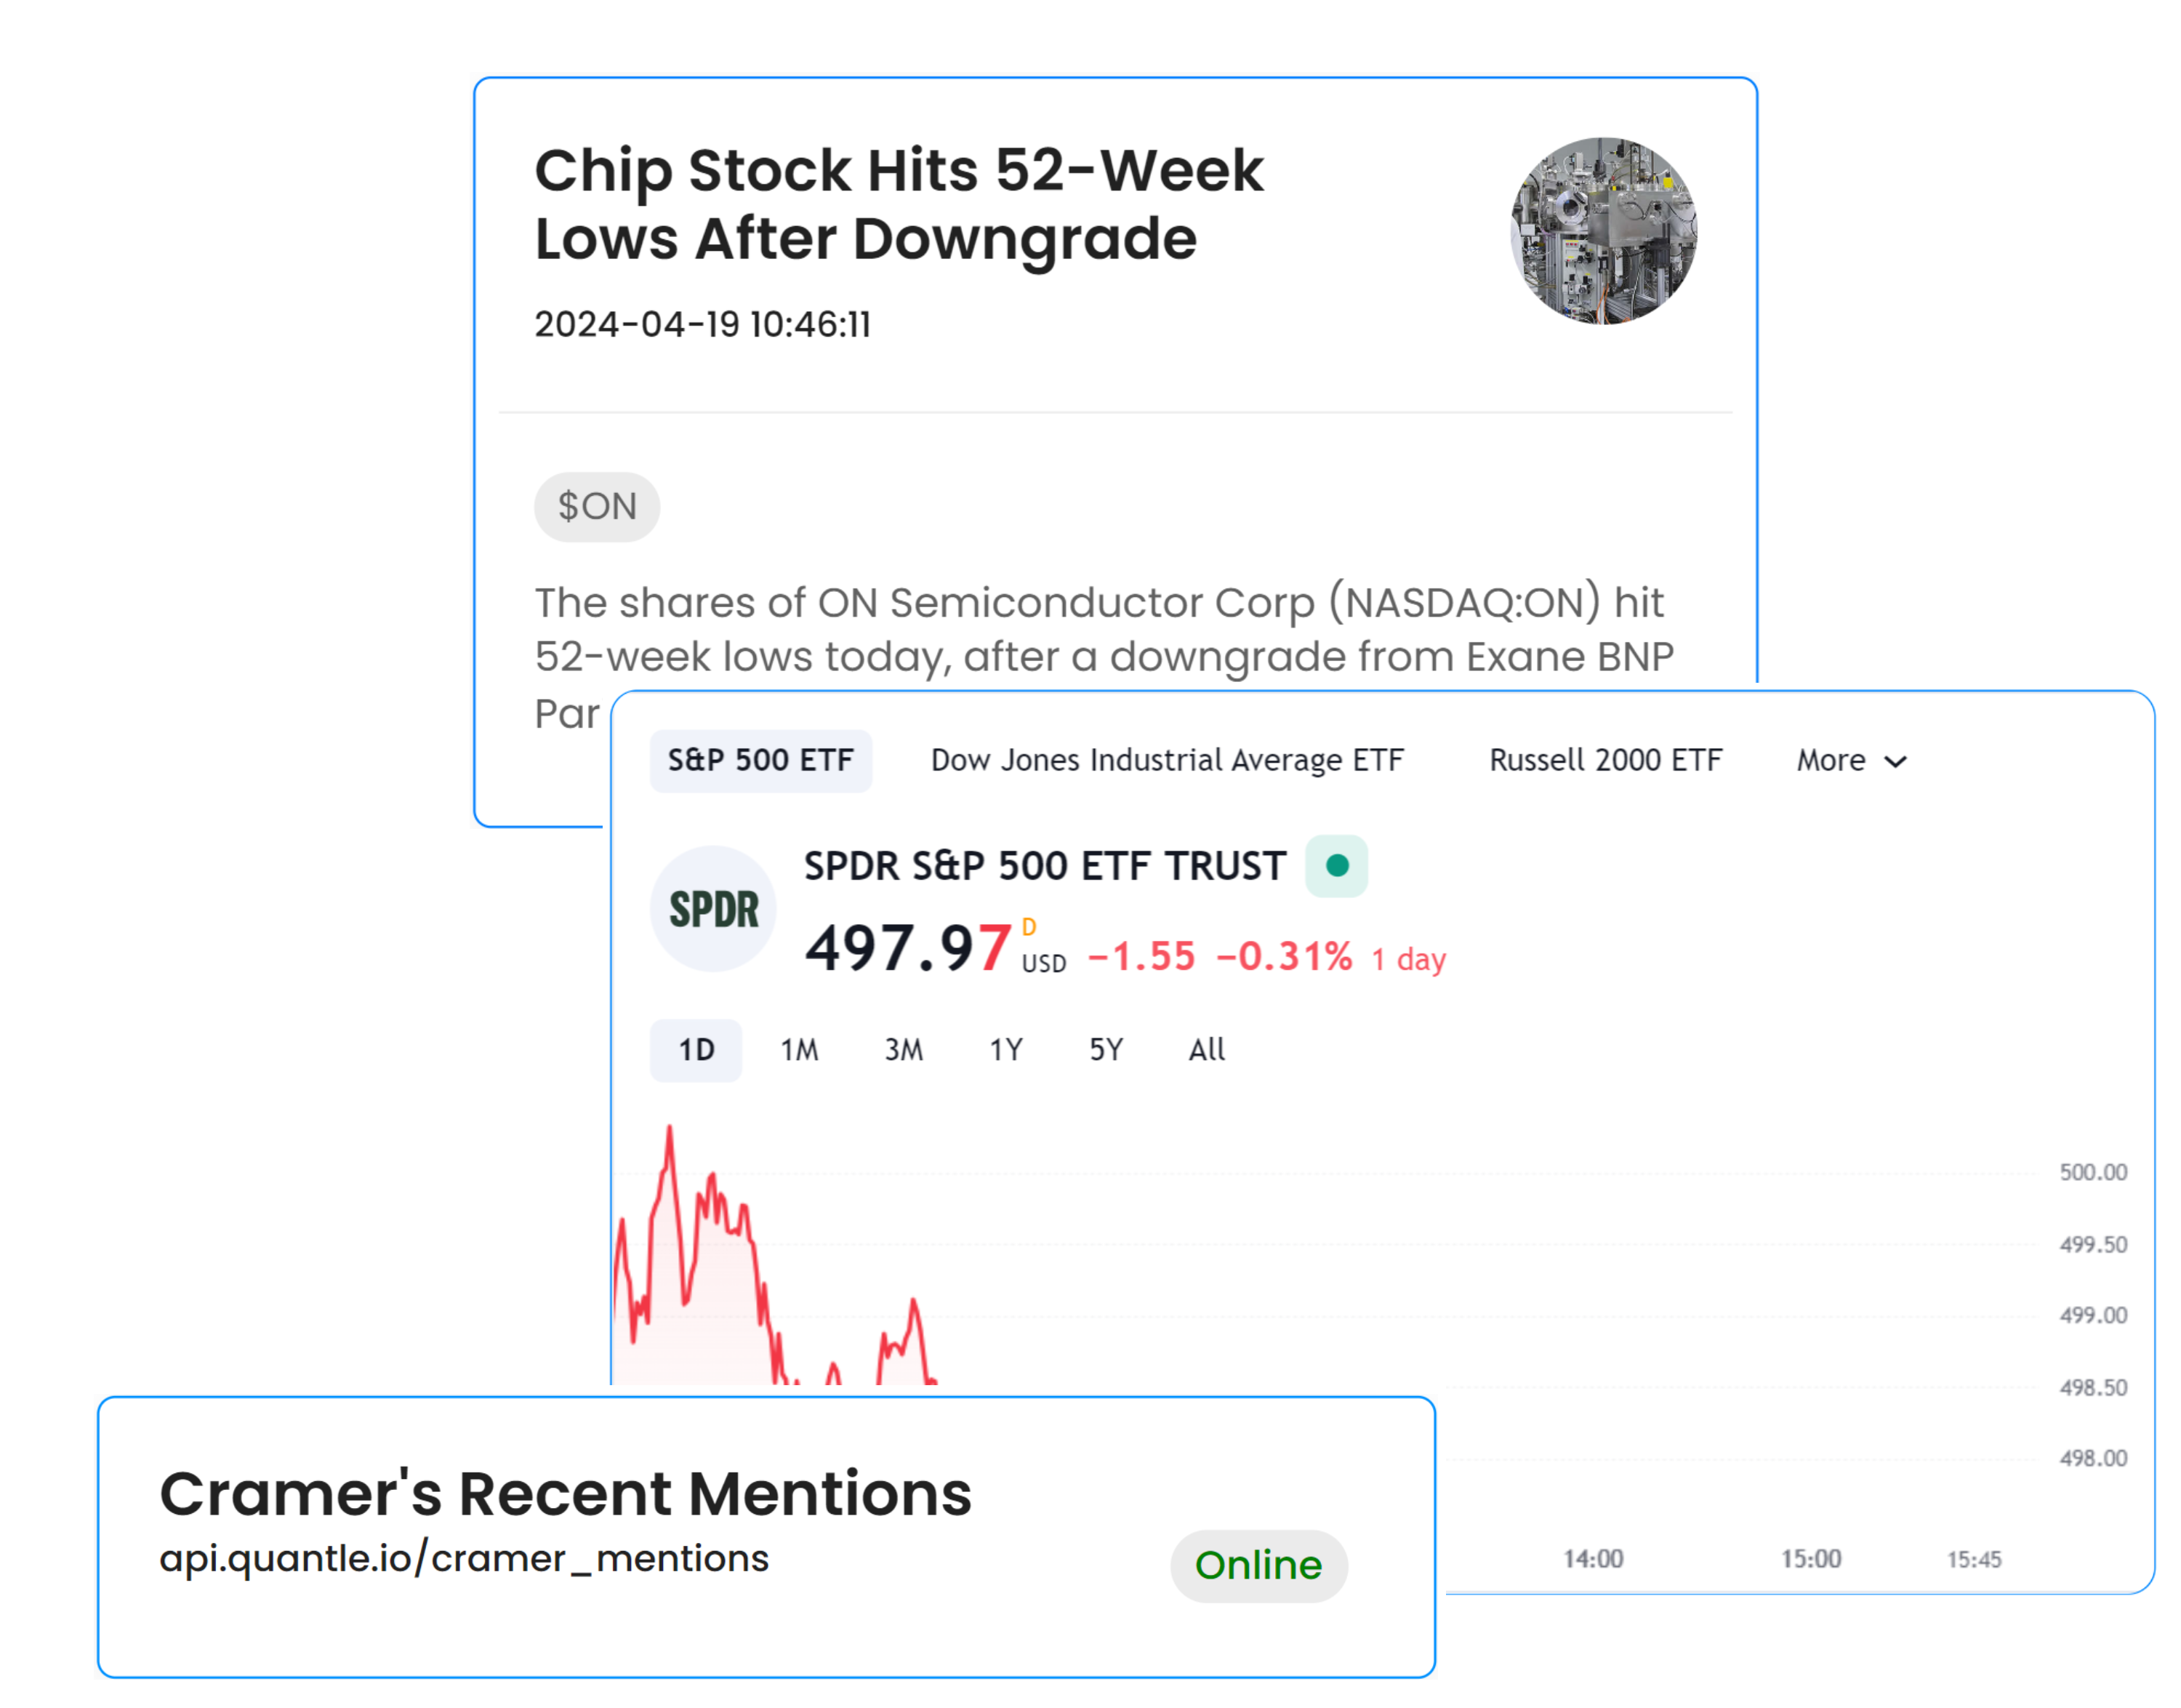 Chip Stock Hits 52-Week
Lows After Downgrade
2024-04-19 10:46:11
$ON
The shares of ON Semiconductor Corp (NASDAQ:ON) hit
52-week lows today, after a downgrade from Exane BNP
Par
S&P 500 ETF Dow Jones Industrial Average ETF Russell 2000 ETF More
SPDR
SPDR S&P 500 ETF TRUST
497.97 D USD −1.55 −0.31% 1 day
1D 1M 3M 1Y 5Y All
500.00
499.50
499.00
498.50
498.00
14:00 15:00 15:45
Cramer's Recent Mentions
api.quantle.io/cramer_mentions
Online